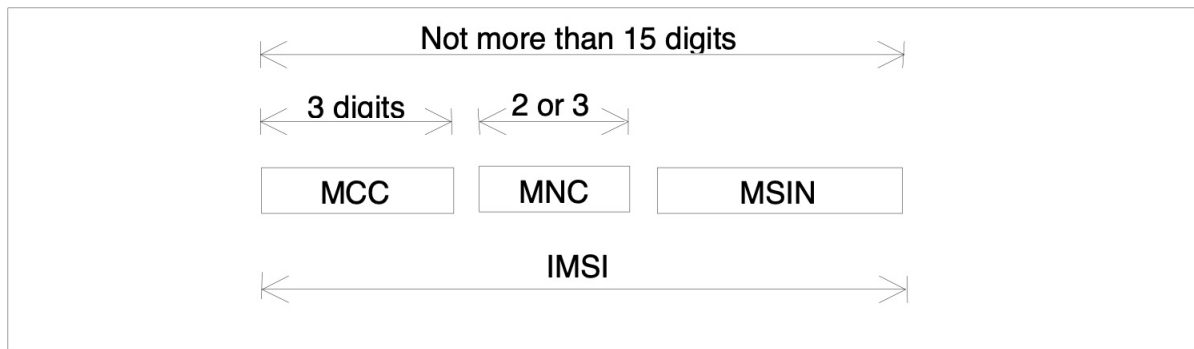 Not more than 15 digits
3 digits 2 or 3
MCC MNC MSIN
IMSI